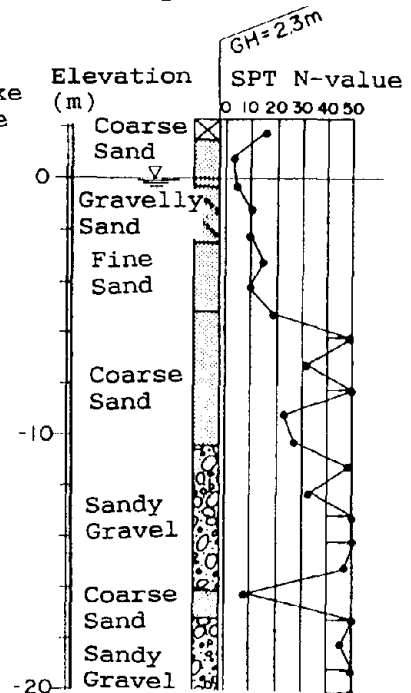 GH=2.3m
Elevation SPT N-value
(m)
0 10 20 30 40 50
Coarse
Sand
0
Gravelly
Sand
Fine
Sand
Coarse
Sand
-10
Sandy
Gravel
Coarse
Sand
Sandy
Gravel
-20